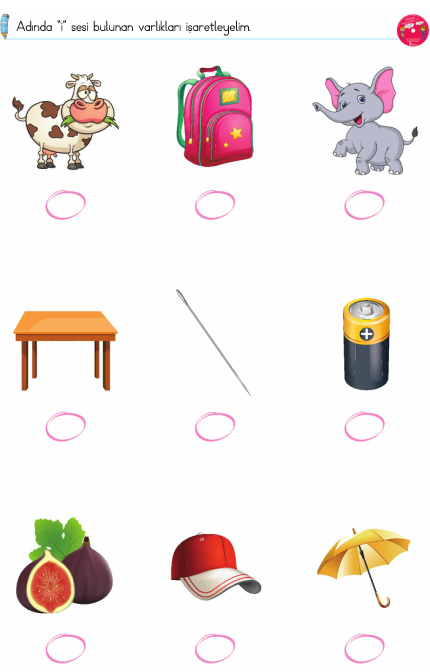 Adında "i" sesi bulunan varlıkları işaretleyelim.